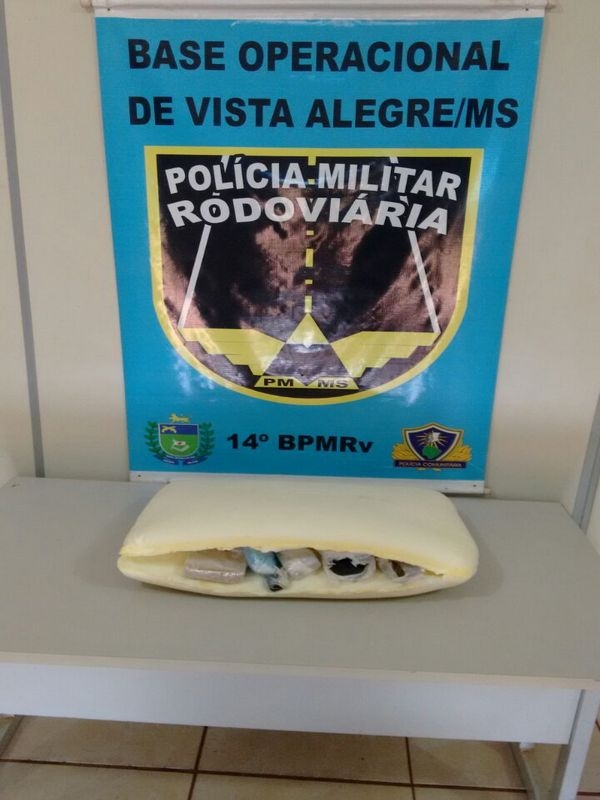 BASE OPERACIONAL
DE VISTA ALEGRE/MS
POLÍCIA MILITAR
RODOVIÁRIA
PM MS
14º BPMRv
POLÍCIA COMUNITÁRIA